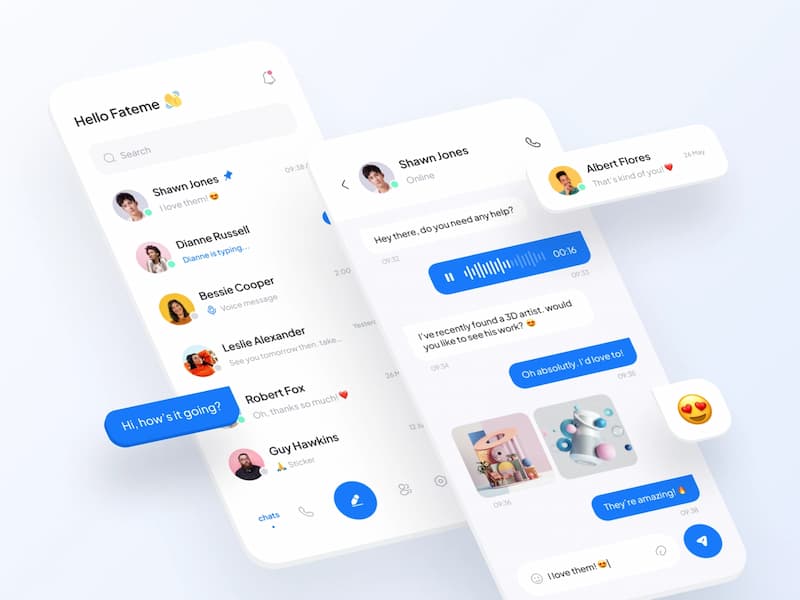 Hello Fateme 👋
Search
Shawn Jones 📌
09:38
I love them! 😍
Dianne Russell
Dianne is typing...
Bessie Cooper
2:00
Voice message
Leslie Alexander
See you tomorrow then. take...
Robert Fox
Oh, thanks so much! ❤️
Guy Hawkins
🙏 Sticker
chats
Hi, how's it going?
Shawn Jones
Online
Hey there, do you need any help?
09:32
00:16
09:33
I've recently found a 3D artist. would
you like to see his work? 😍
09:34
Oh absolutly. I'd love to!
09:36
09:36
They're amazing! 🔥
09:38
I love them! 😍
Albert Flores
26 May
That's kind of you! ❤️